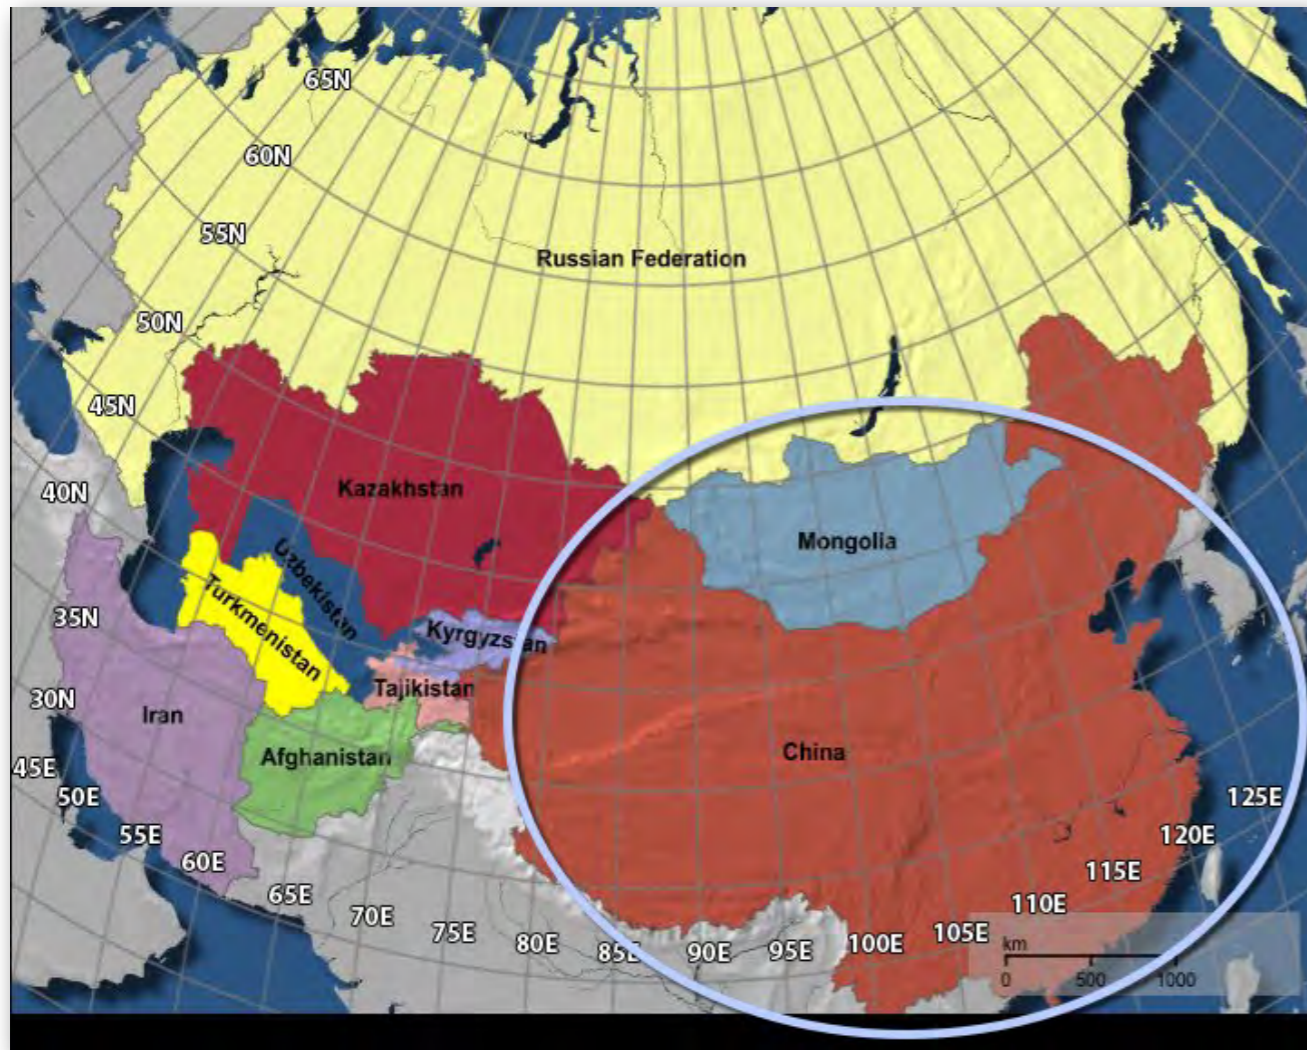 65N
60N
55N
Russian Federation
50N
45N
Kazakhstan
40N
Mongolia
Uzbekistan
Turkmenistan
35N
Kyrgyzstan
Tajikistan
30N
Iran
Afghanistan
China
45E
50E
55E
60E
65E
70E
75E
80E
85E
90E
95E
100E
105E
110E
115E
120E
125E
km
0 500 1000